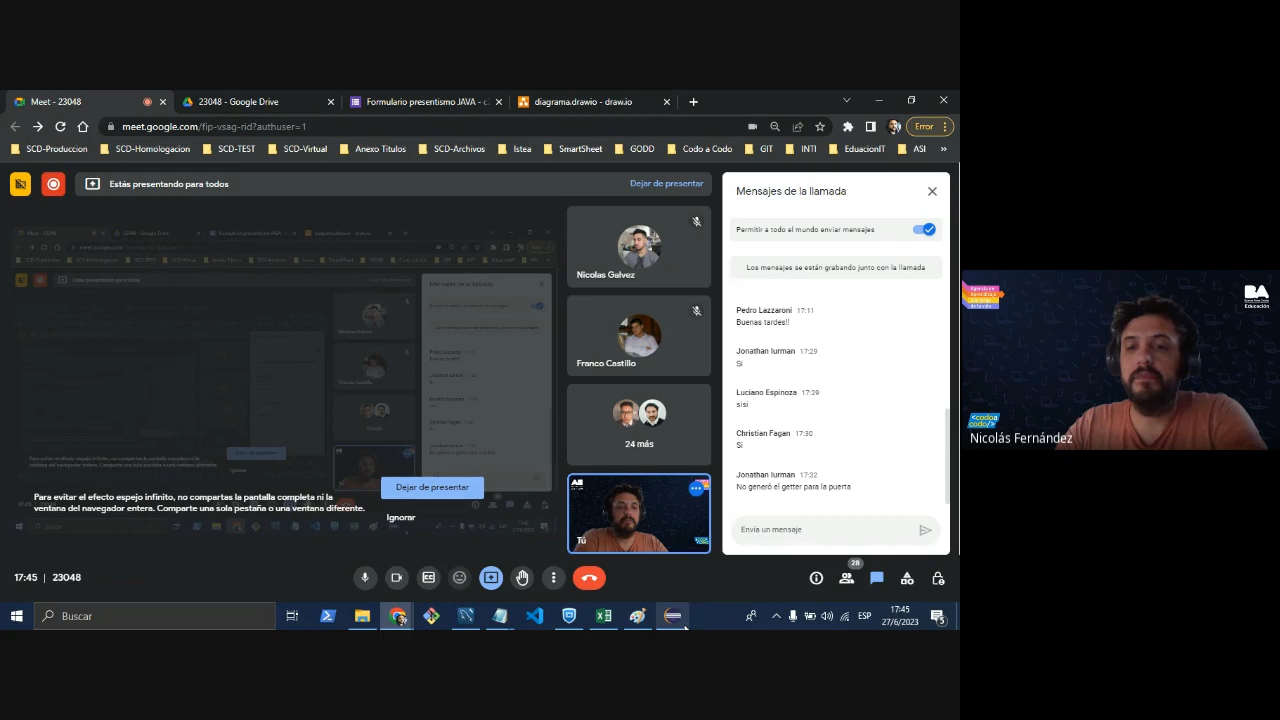 Meet - 23048
23048 - Google Drive
Formulario presentismo JAVA - c
diagrama.drawio - draw.io
meet.google.com/fip-vsag-rid?authuser=1
Error
SCD-Produccion
SCD-Homologacion
SCD-TEST
SCD-Virtual
Anexo Titulos
SCD-Archivos
Istea
SmartSheet
GODD
Codo a Codo
GIT
INTI
EduacionIT
ASI
»
Estás presentando para todos
Dejar de presentar
Mensajes de la llamada
Permitir a todo el mundo enviar mensajes
Los mensajes se están grabando junto con la llamada
Nicolas Galvez
Franco Castillo
24 más
Tú
Pedro Lazzaroni 17:11
Buenas tardes!!
Jonathan Iurman 17:29
Si
Luciano Espinoza 17:29
sisi
Christian Fagan 17:30
Si
Jonathan Iurman 17:32
No generó el getter para la puerta
Envía un mensaje
Para evitar el efecto espejo infinito, no compartas la pantalla completa ni la
ventana del navegador entera. Comparte una sola pestaña o una ventana diferente.
Dejar de presentar
Ignorar
17:45 | 23048
28
Buscar
ESP
17:45
27/6/2023
5
BA
Educación
<codo a
codo/>
Nicolás Fernández